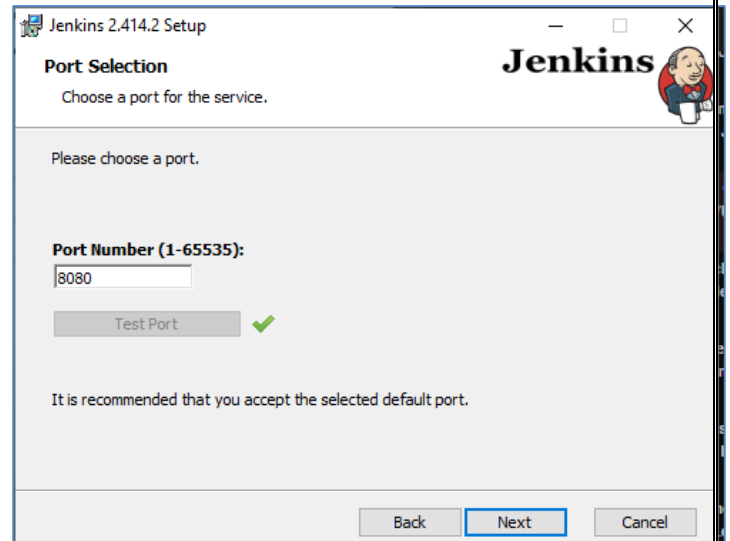 Jenkins 2.414.2 Setup
Port Selection
Jenkins
Choose a port for the service.
Please choose a port.
Port Number (1-65535):
8080
Test Port
It is recommended that you accept the selected default port.
Back
Next
Cancel